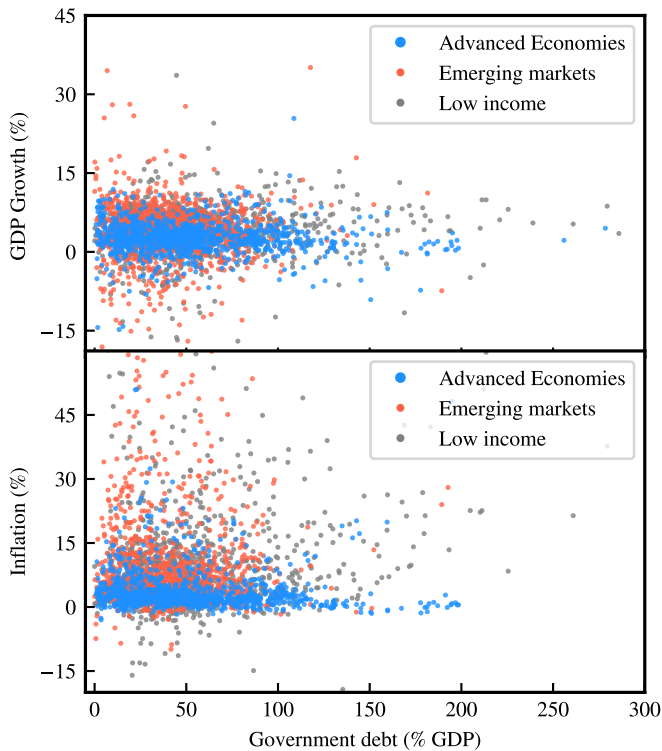 45
30
15
0
−15
GDP Growth (%)
Advanced Economies
Emerging markets
Low income
45
30
15
0
−15
Inflation (%)
Advanced Economies
Emerging markets
Low income
0 50 100 150 200 250 300
Government debt (% GDP)